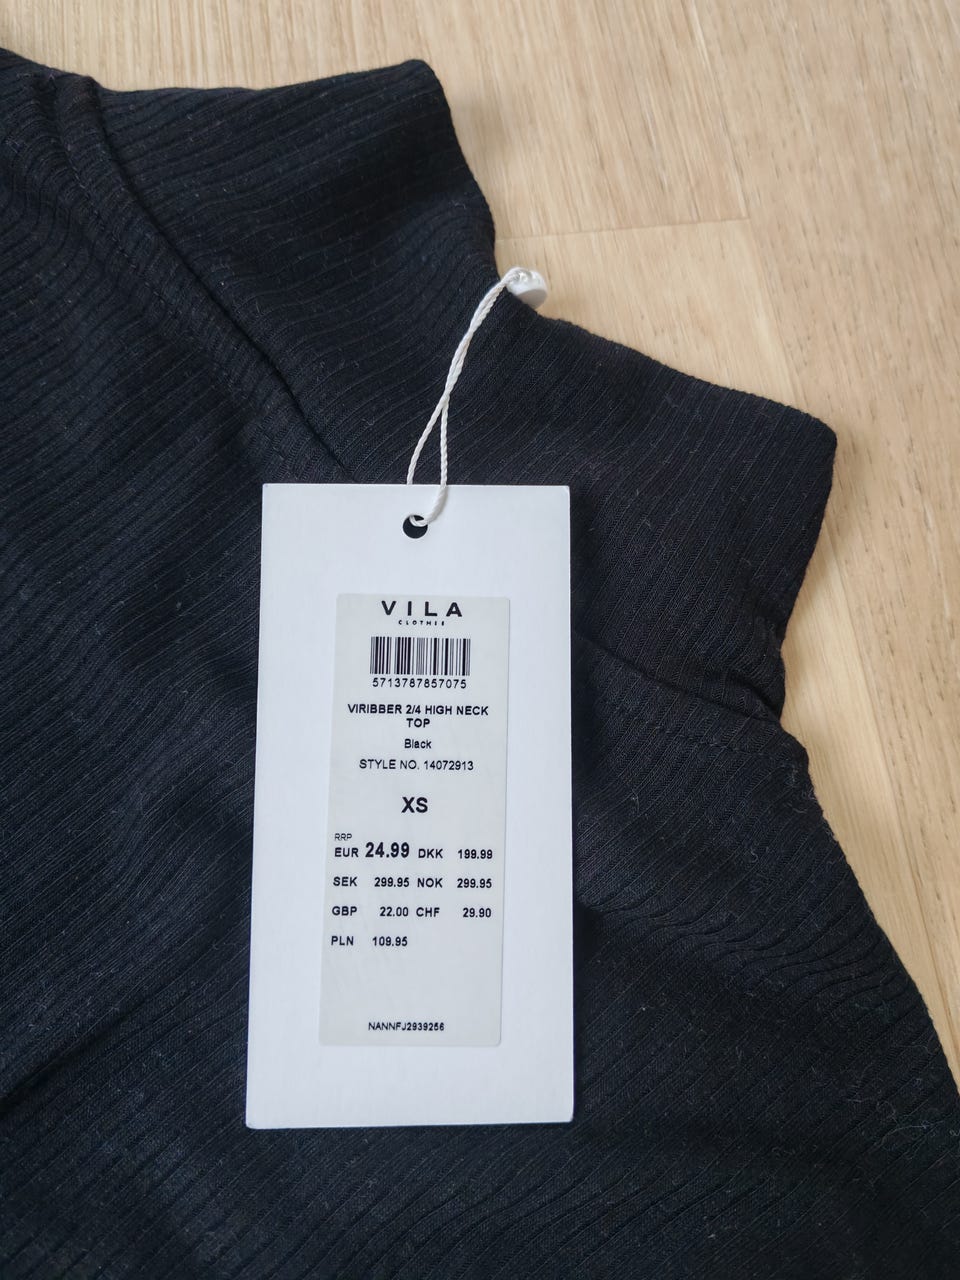 VILA
CLOTHES
5713787857075
VIRIBBER 2/4 HIGH NECK
TOP
Black
STYLE NO. 14072913
XS
RRP
EUR 24.99 DKK 199.99
SEK 299.95 NOK 299.95
GBP 22.00 CHF 29.90
PLN 109.95
NANNFJ2939256